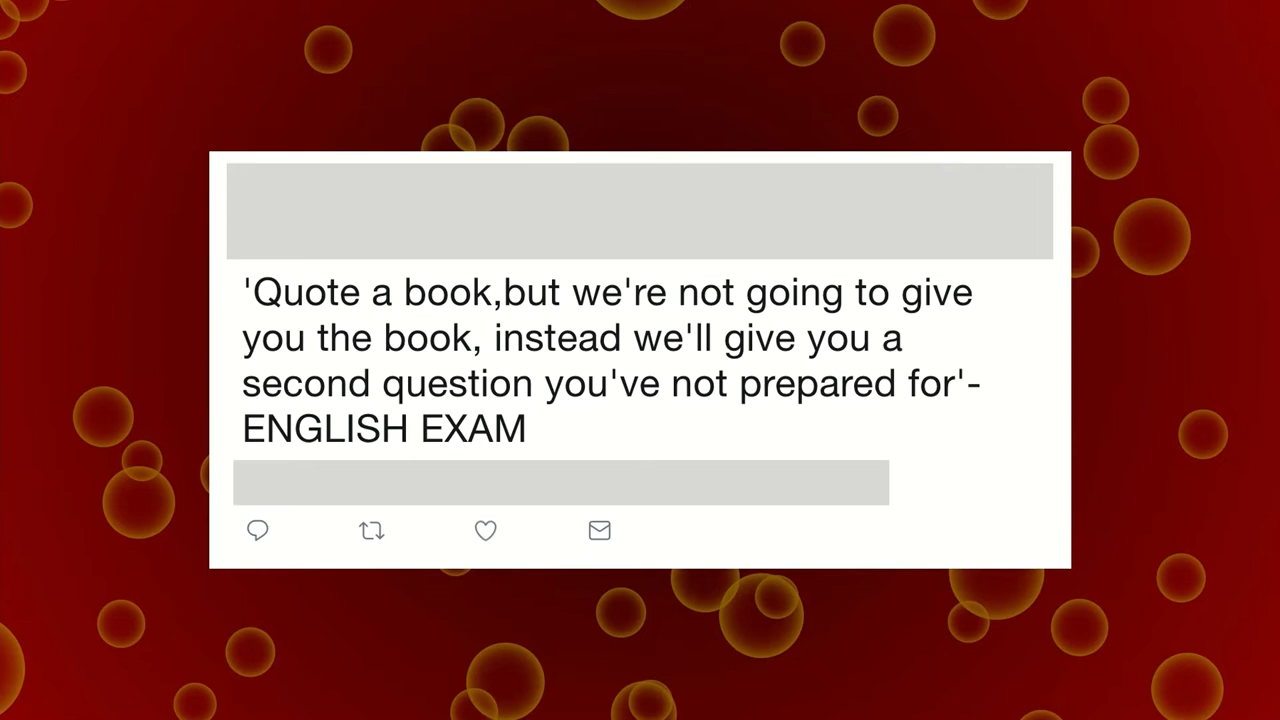 'Quote a book,but we're not going to give
you the book, instead we'll give you a
second question you've not prepared for'-
ENGLISH EXAM